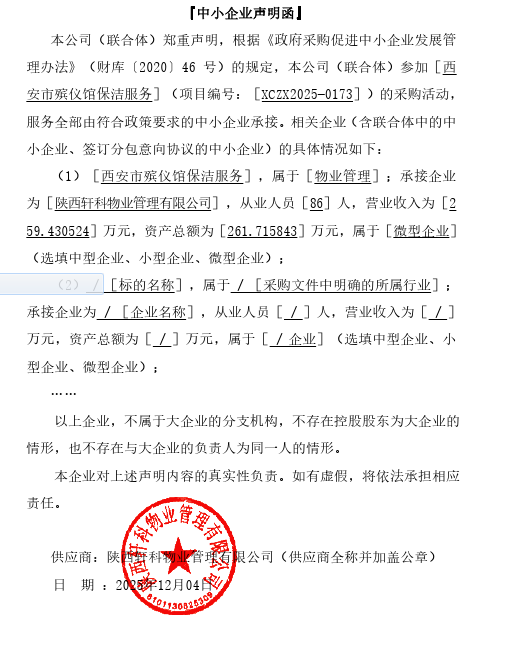 『中小企业声明函』
本公司（联合体）郑重声明，根据《政府采购促进中小企业发展管
理办法》（财库〔2020〕46 号）的规定，本公司（联合体）参加［西
安市殡仪馆保洁服务］（项目编号：［XCZX2025-0173］）的采购活动，
服务全部由符合政策要求的中小企业承接。相关企业（含联合体中的中
小企业、签订分包意向协议的中小企业）的具体情况如下：
（1）［西安市殡仪馆保洁服务］，属于［物业管理］；承接企业
为［陕西轩科物业管理有限公司］，从业人员［86］人，营业收入为［2
59.430524］万元，资产总额为［261.715843］万元，属于［微型企业］
（选填中型企业、小型企业、微型企业）；
（2） / ［标的名称］，属于 / ［采购文件中明确的所属行业］；
承接企业为 / ［企业名称］，从业人员［ / ］人，营业收入为［ / ］
万元，资产总额为［ / ］万元，属于［ / 企业］（选填中型企业、小
型企业、微型企业）；
……
以上企业，不属于大企业的分支机构，不存在控股股东为大企业的
情形，也不存在与大企业的负责人为同一人的情形。
本企业对上述声明内容的真实性负责。如有虚假，将依法承担相应
责任。
供应商：陕西轩科物业管理有限公司（供应商全称并加盖公章）
日 期 ：2025年12月04日
陕西轩科物业管理有限公司